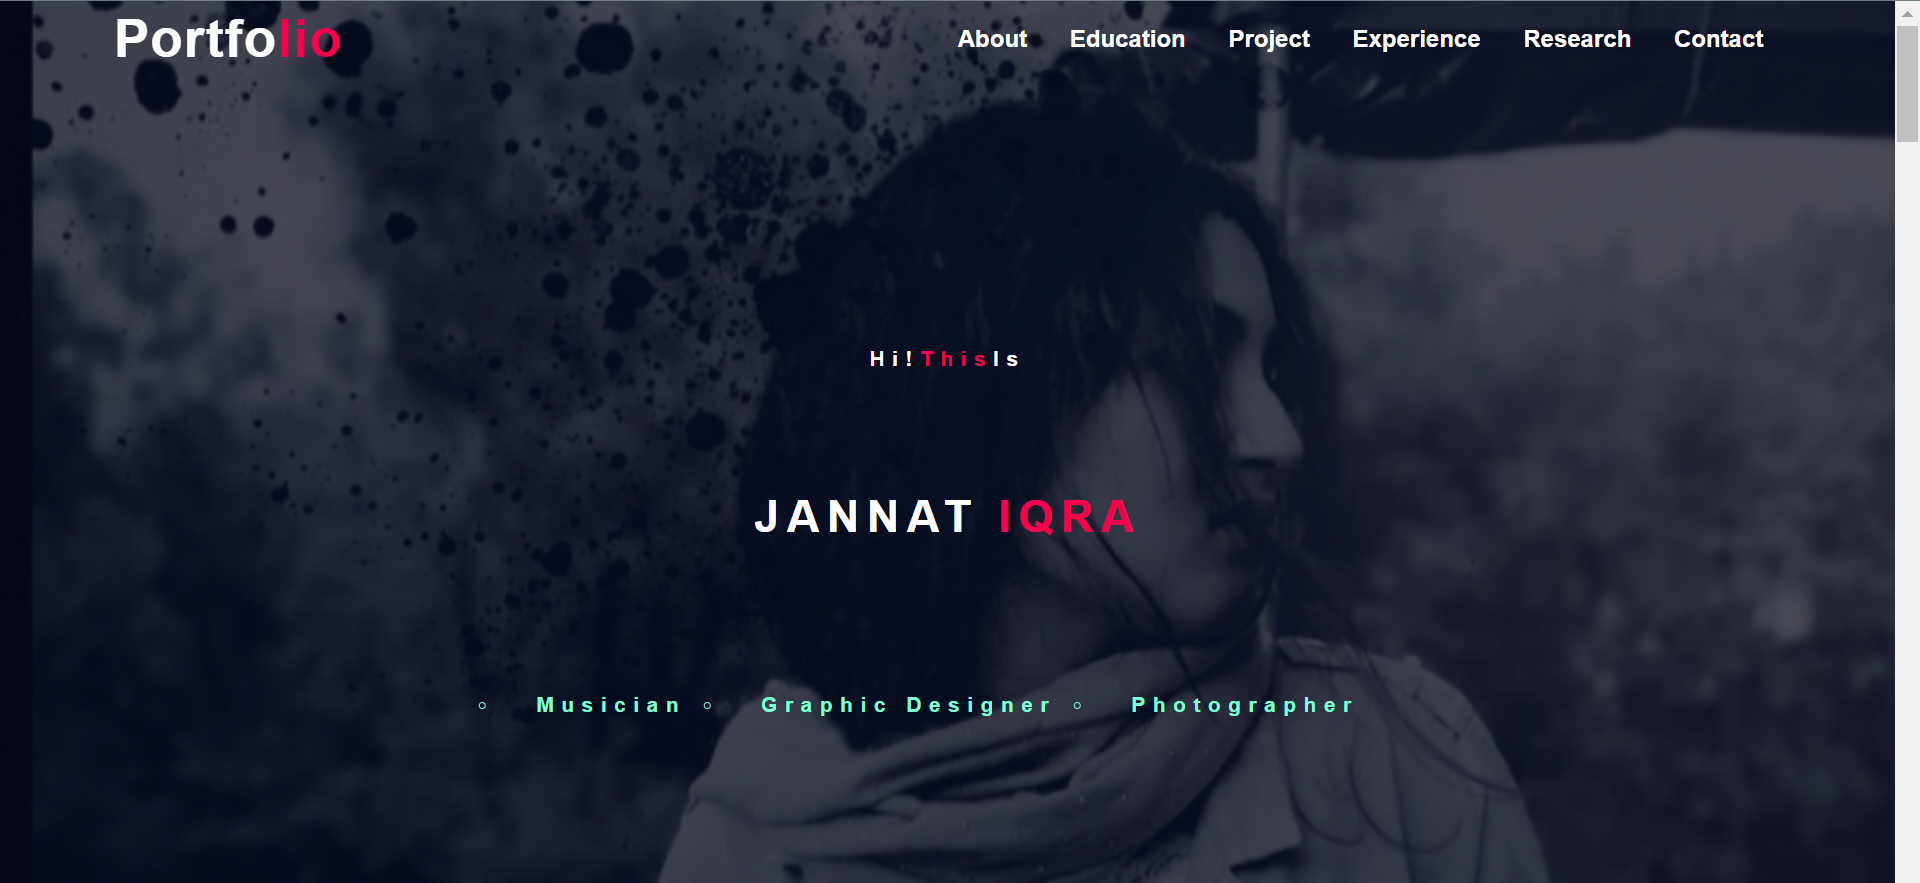 Portfolio
About Education Project Experience Research Contact
Hi! This Is
JANNAT IQRA
Musician Graphic Designer Photographer